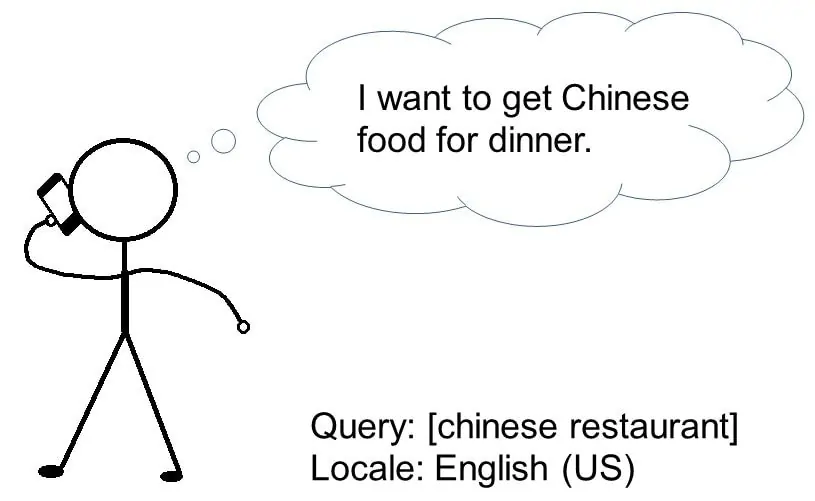 I want to get Chinese
food for dinner.
Query: [chinese restaurant]
Locale: English (US)